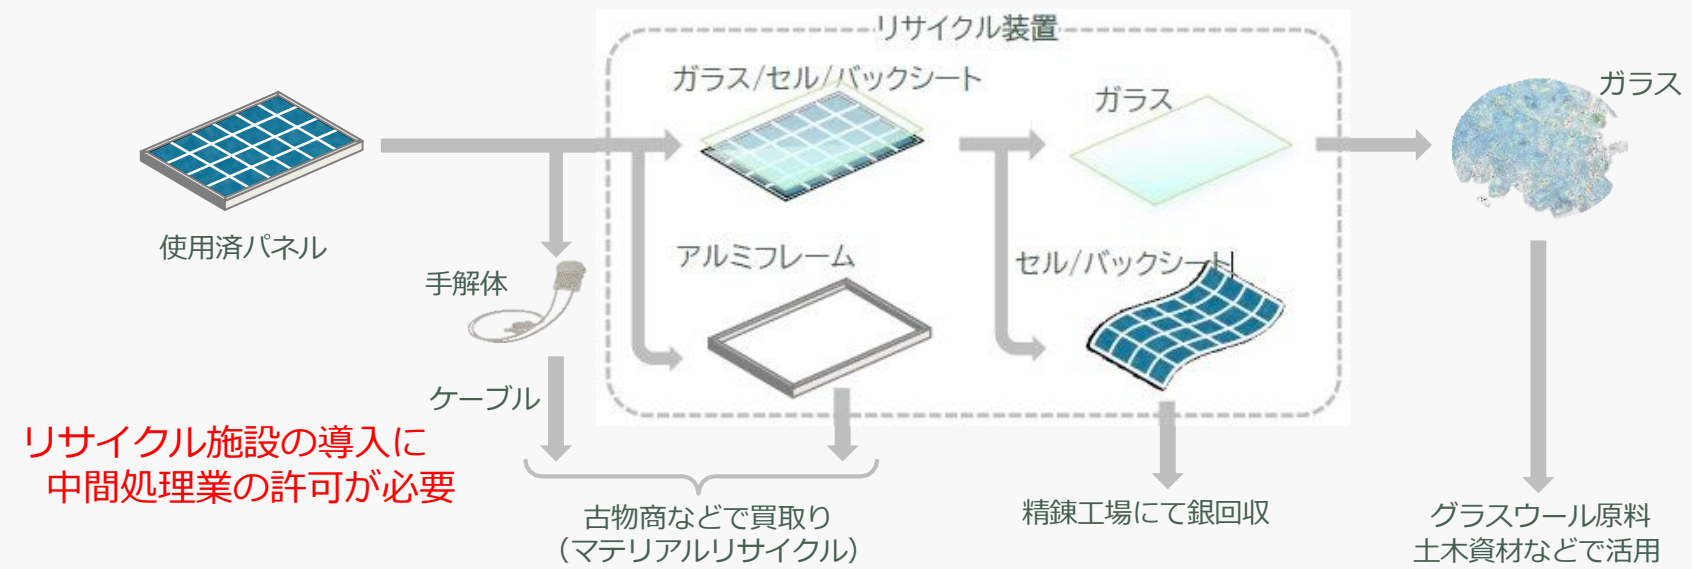 リサイクル装置
ガラス/セル/バックシート
ガラス
ガラス
使用済パネル
手解体
アルミフレーム
セル/バックシート
ケーブル
リサイクル施設の導入に
中間処理業の許可が必要
古物商などで買取り
（マテリアルリサイクル）
精錬工場にて銀回収
グラスウール原料
土木資材などで活用